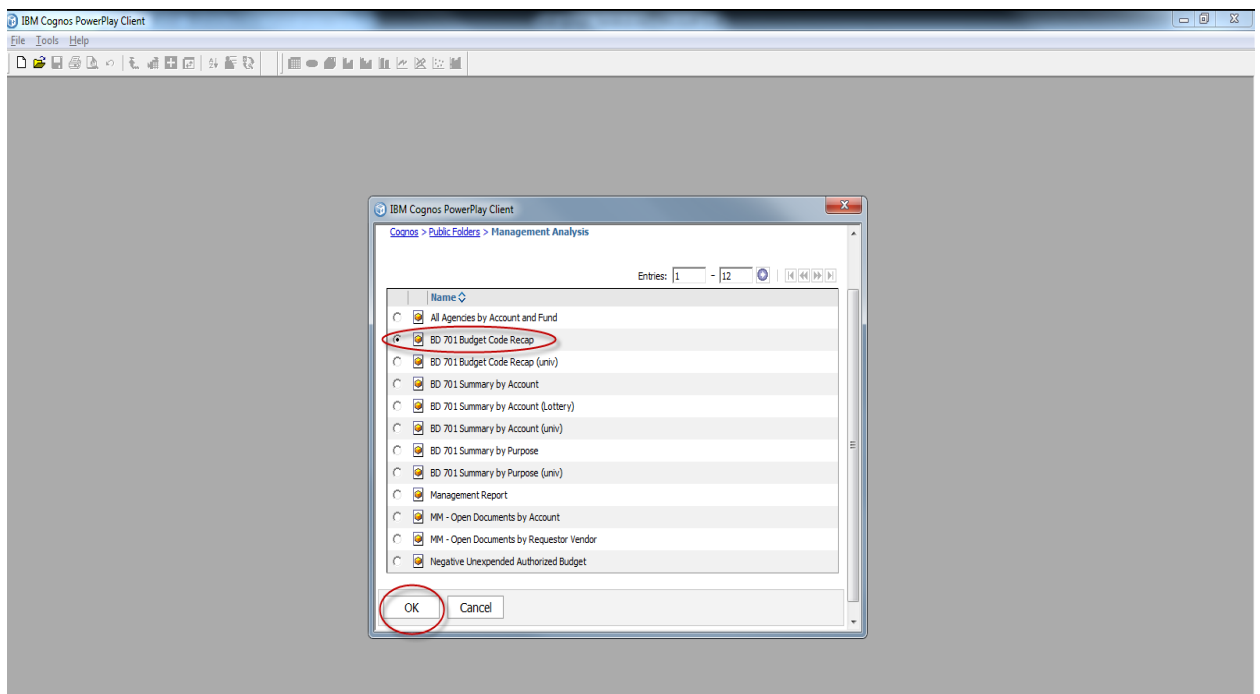 IBM Cognos PowerPlay Client
File Tools Help
IBM Cognos PowerPlay Client
Cognos > Public Folders > Management Analysis
Entries: 1 - 12
Name
All Agencies by Account and Fund
BD 701 Budget Code Recap
BD 701 Budget Code Recap (univ)
BD 701 Summary by Account
BD 701 Summary by Account (Lottery)
BD 701 Summary by Account (univ)
BD 701 Summary by Purpose
BD 701 Summary by Purpose (univ)
Management Report
MM - Open Documents by Account
MM - Open Documents by Requestor Vendor
Negative Unexpended Authorized Budget
OK Cancel